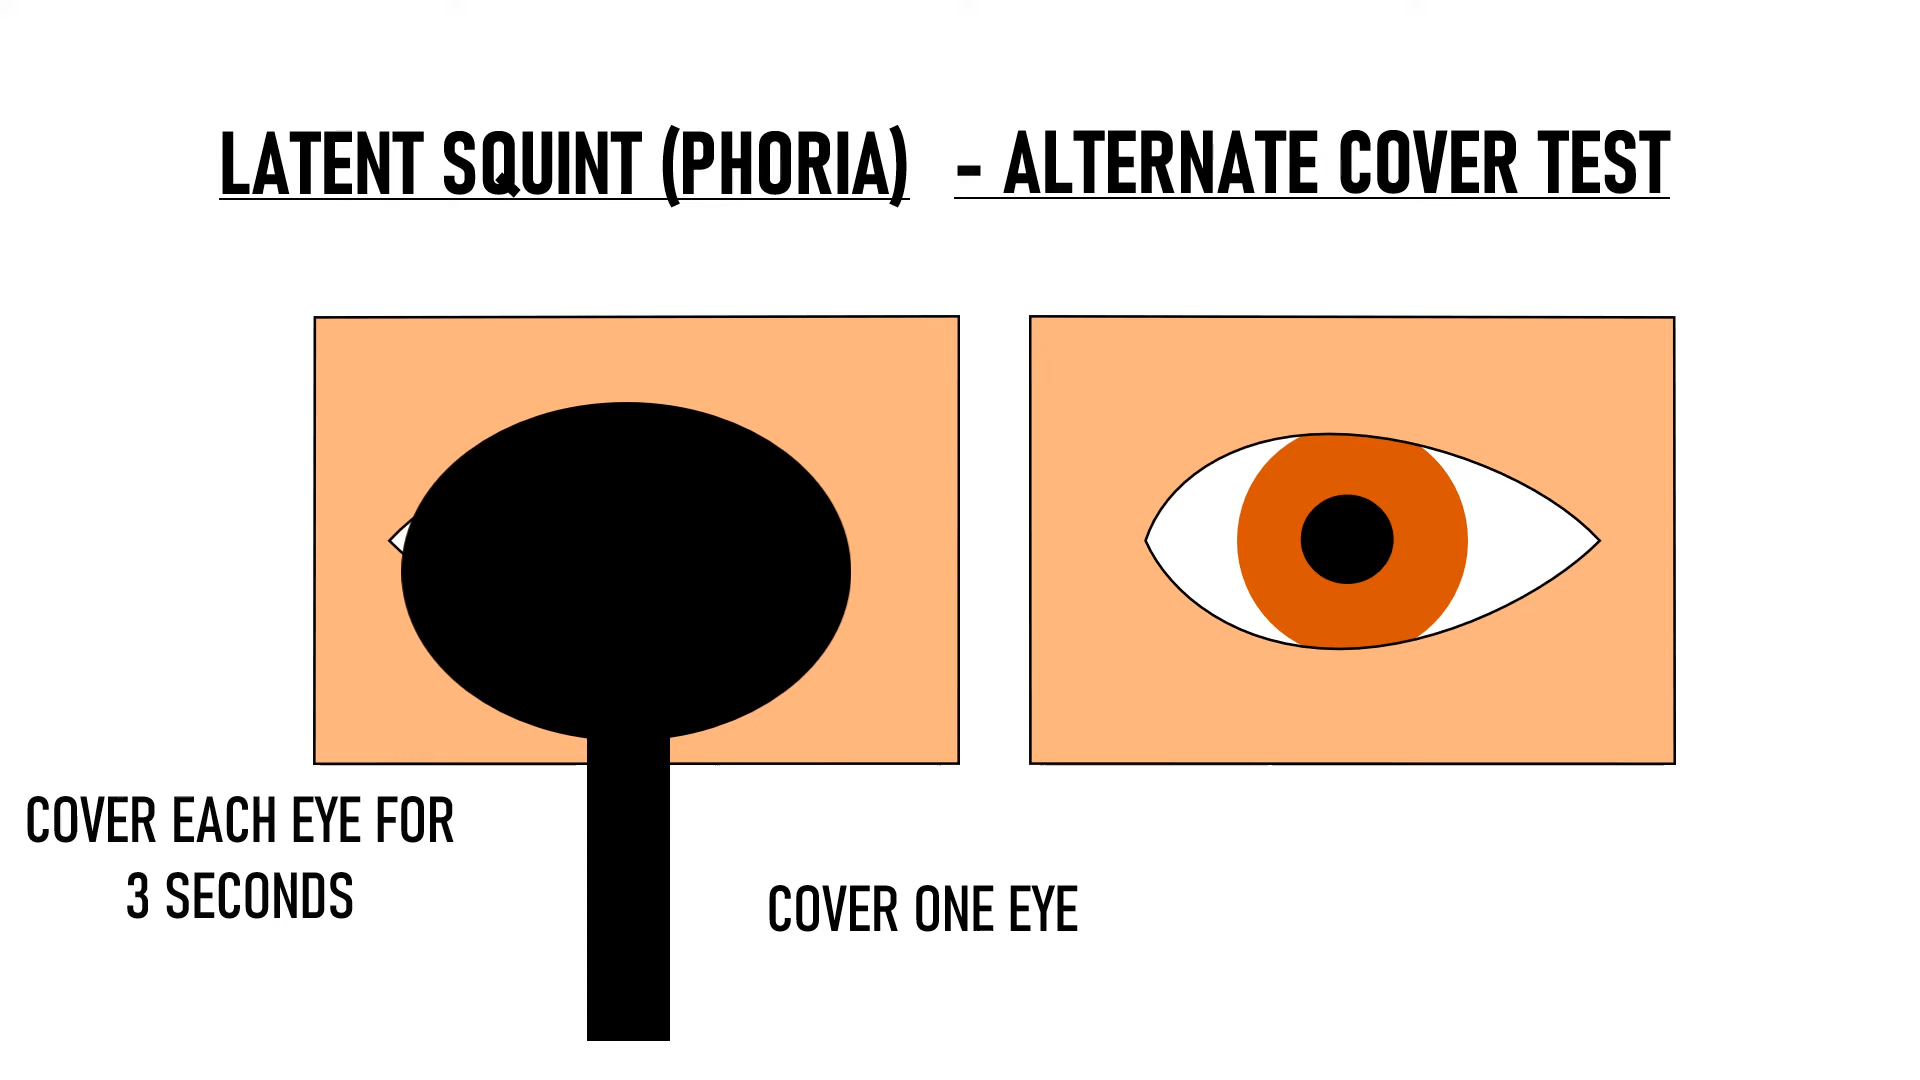 LATENT SQUINT (PHORIA) - ALTERNATE COVER TEST
COVER EACH EYE FOR
3 SECONDS
COVER ONE EYE